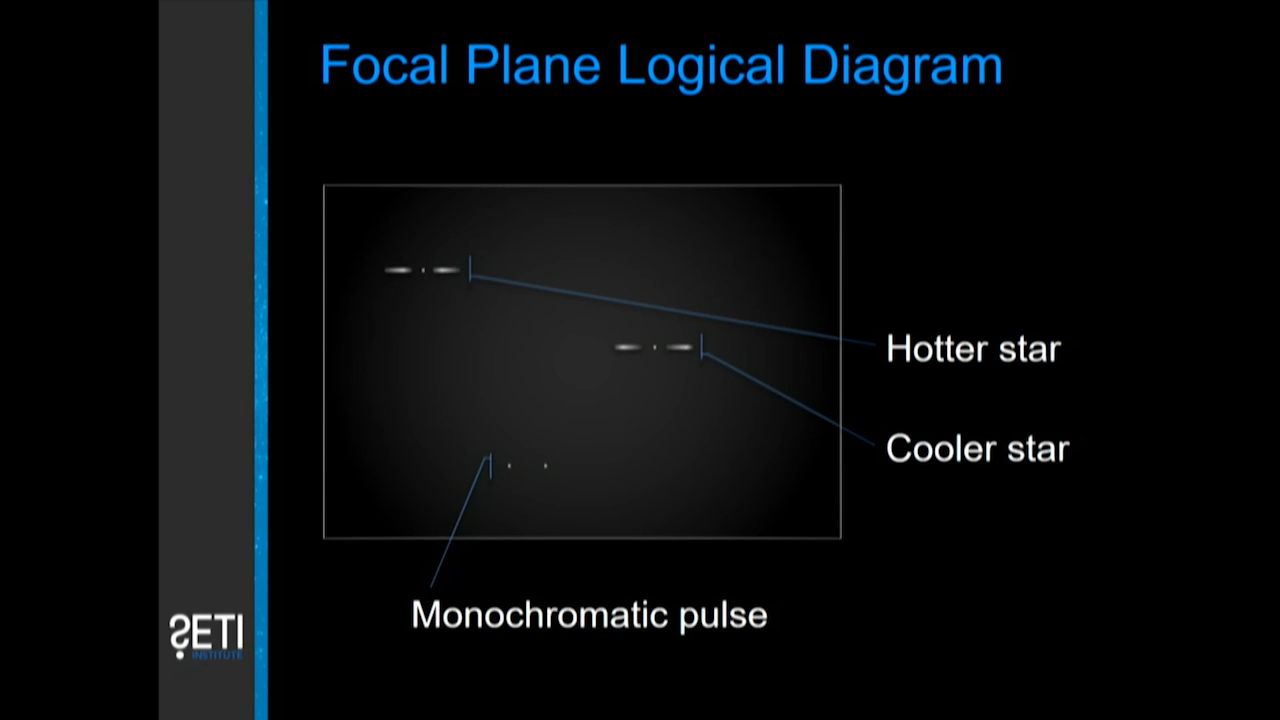 Focal Plane Logical Diagram
Hotter star
Cooler star
Monochromatic pulse
SETI
INSTITUTE